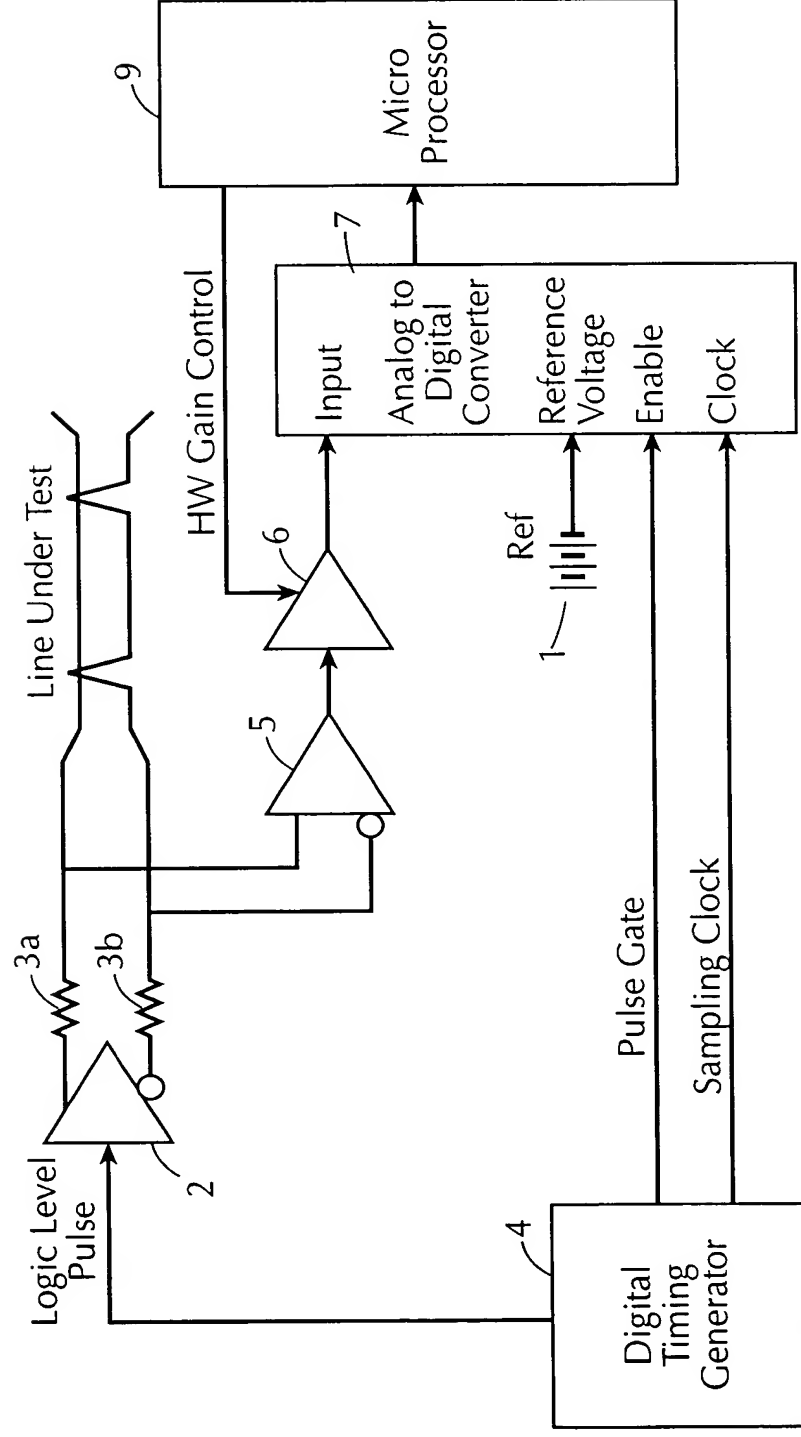 Logic Level
Pulse
2
3a
3b
Line Under Test
5
6
HW Gain Control
9
Micro
Processor
7
Input
Analog to
Digital
Converter
Reference
Voltage
Enable
Clock
Ref
1
Pulse Gate
Sampling Clock
4
Digital
Timing
Generator